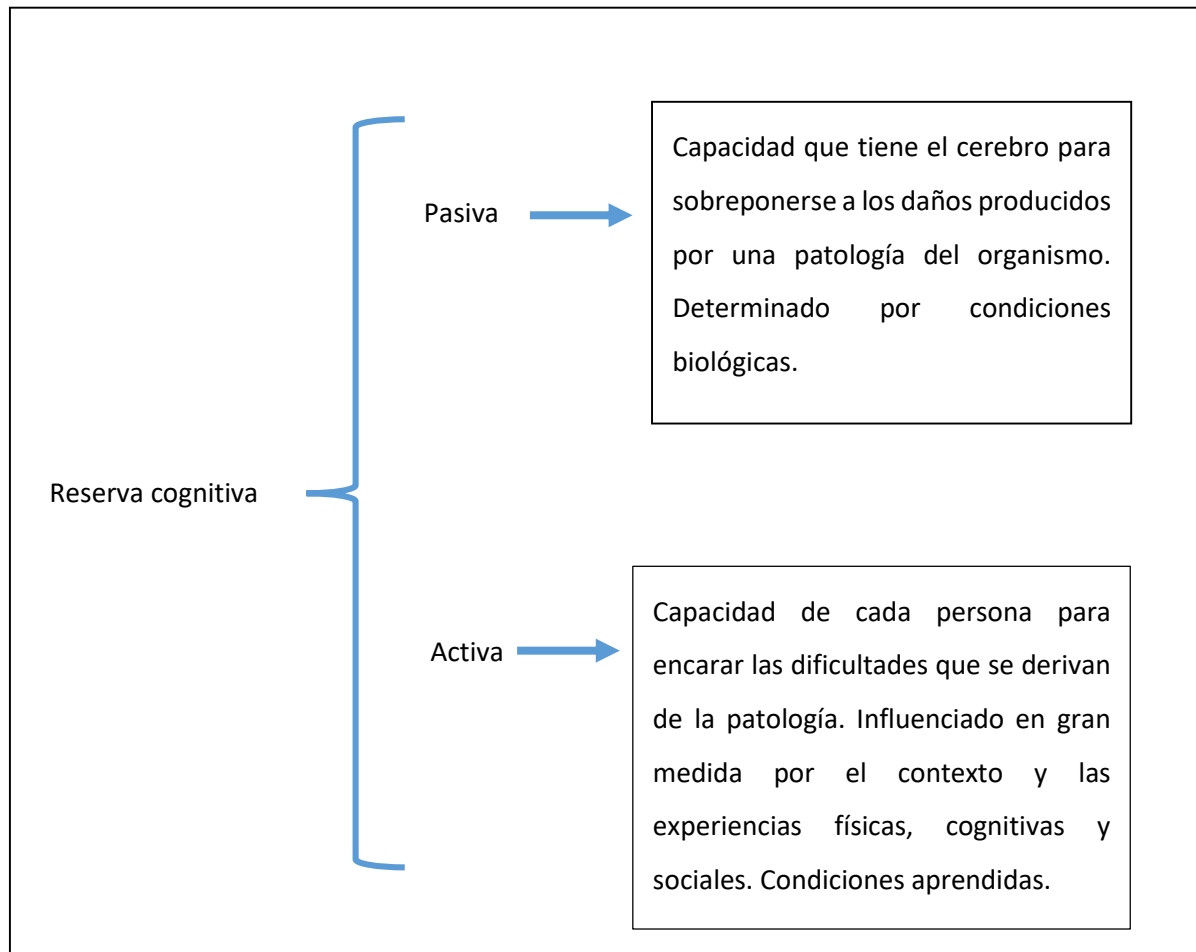 Reserva cognitiva
Pasiva
Capacidad que tiene el cerebro para
sobreponerse a los daños producidos
por una patología del organismo.
Determinado por condiciones
biológicas.
Activa
Capacidad de cada persona para
encarar las dificultades que se derivan
de la patología. Influenciado en gran
medida por el contexto y las
experiencias físicas, cognitivas y
sociales. Condiciones aprendidas.